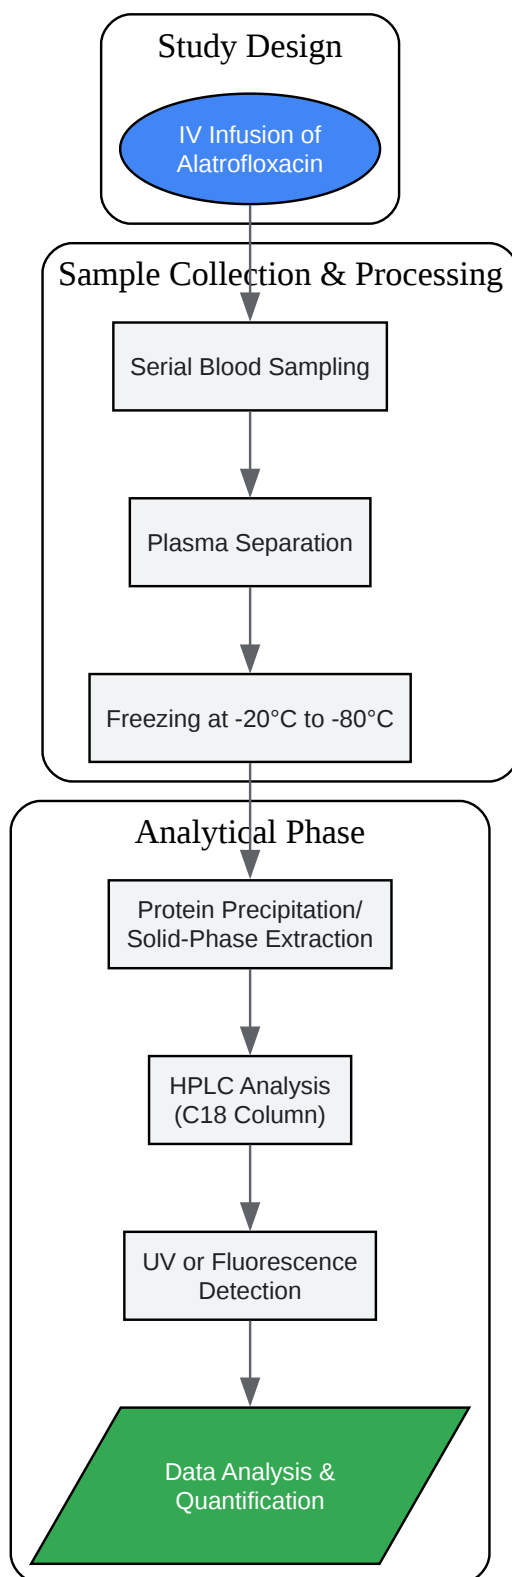 Study Design
IV Infusion of
Alatrofloxacin
Sample Collection & Processing
Serial Blood Sampling
Plasma Separation
Freezing at -20°C to -80°C
Analytical Phase
Protein Precipitation/
Solid-Phase Extraction
HPLC Analysis
(C18 Column)
UV or Fluorescence
Detection
Data Analysis &
Quantification